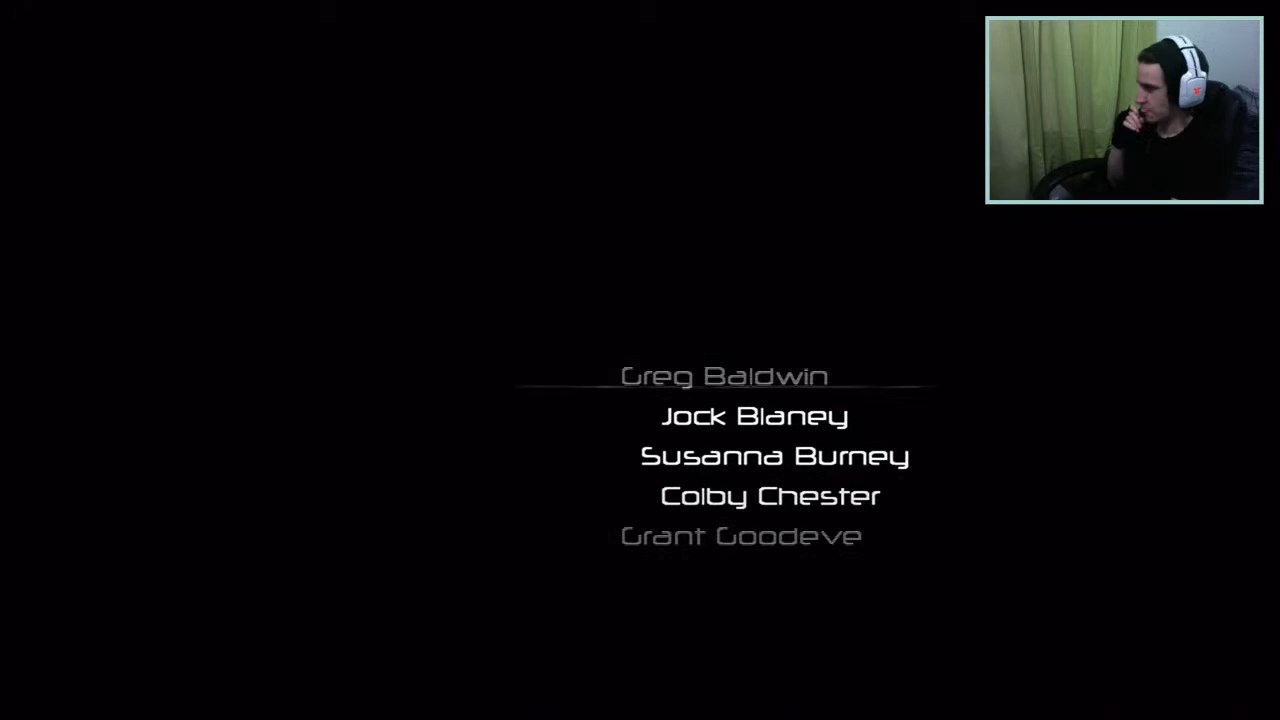 Greg Baldwin
Jock Blaney
Susanna Burney
Colby Chester
Grant Goodeve